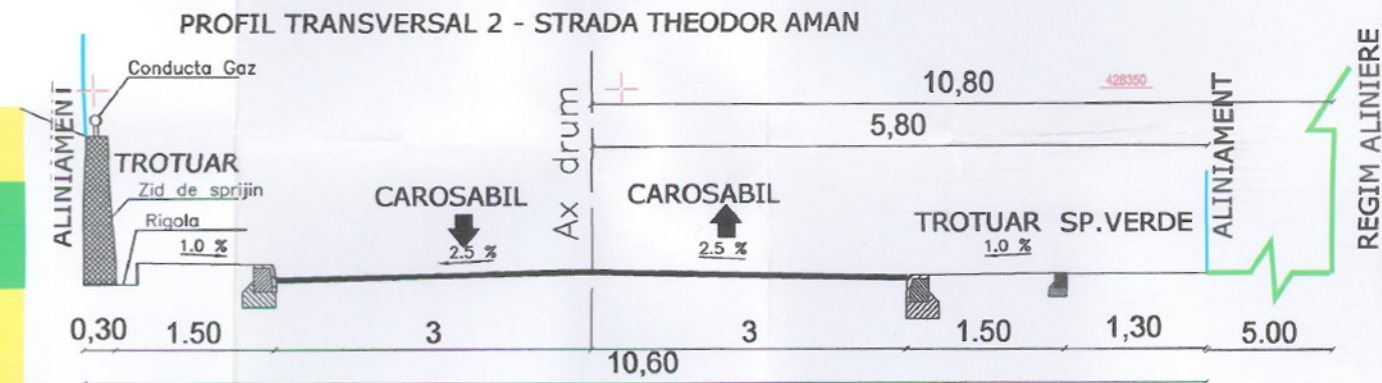 PROFIL TRANSVERSAL 2 - STRADA THEODOR AMAN
Conducta Gaz
ALINIAMENT
TROTUAR
Zid de sprijin
Rigola
1.0 %
CAROSABIL
2.5 %
Ax drum
CAROSABIL
2.5 %
10,80
428350
5,80
TROTUAR SP.VERDE
1.0 %
ALINIAMENT
REGIM ALINIERE
0,30 1.50 3 3 1.50 1,30 5.00
10,60